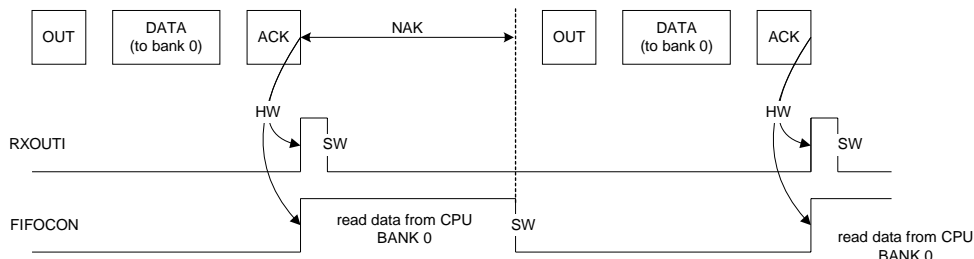 OUT
DATA
(to bank 0)
ACK
NAK
OUT
DATA
(to bank 0)
ACK
HW
HW
RXOUTI
SW
SW
FIFOCON
read data from CPU
BANK 0
SW
read data from CPU
BANK 0